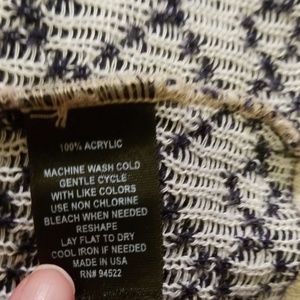 100% ACRYLIC
MACHINE WASH COLD
GENTLE CYCLE
WITH LIKE COLORS
USE NON CHLORINE
BLEACH WHEN NEEDED
RESHAPE
LAY FLAT TO DRY
COOL IRON IF NEEDED
MADE IN USA
RN# 94522